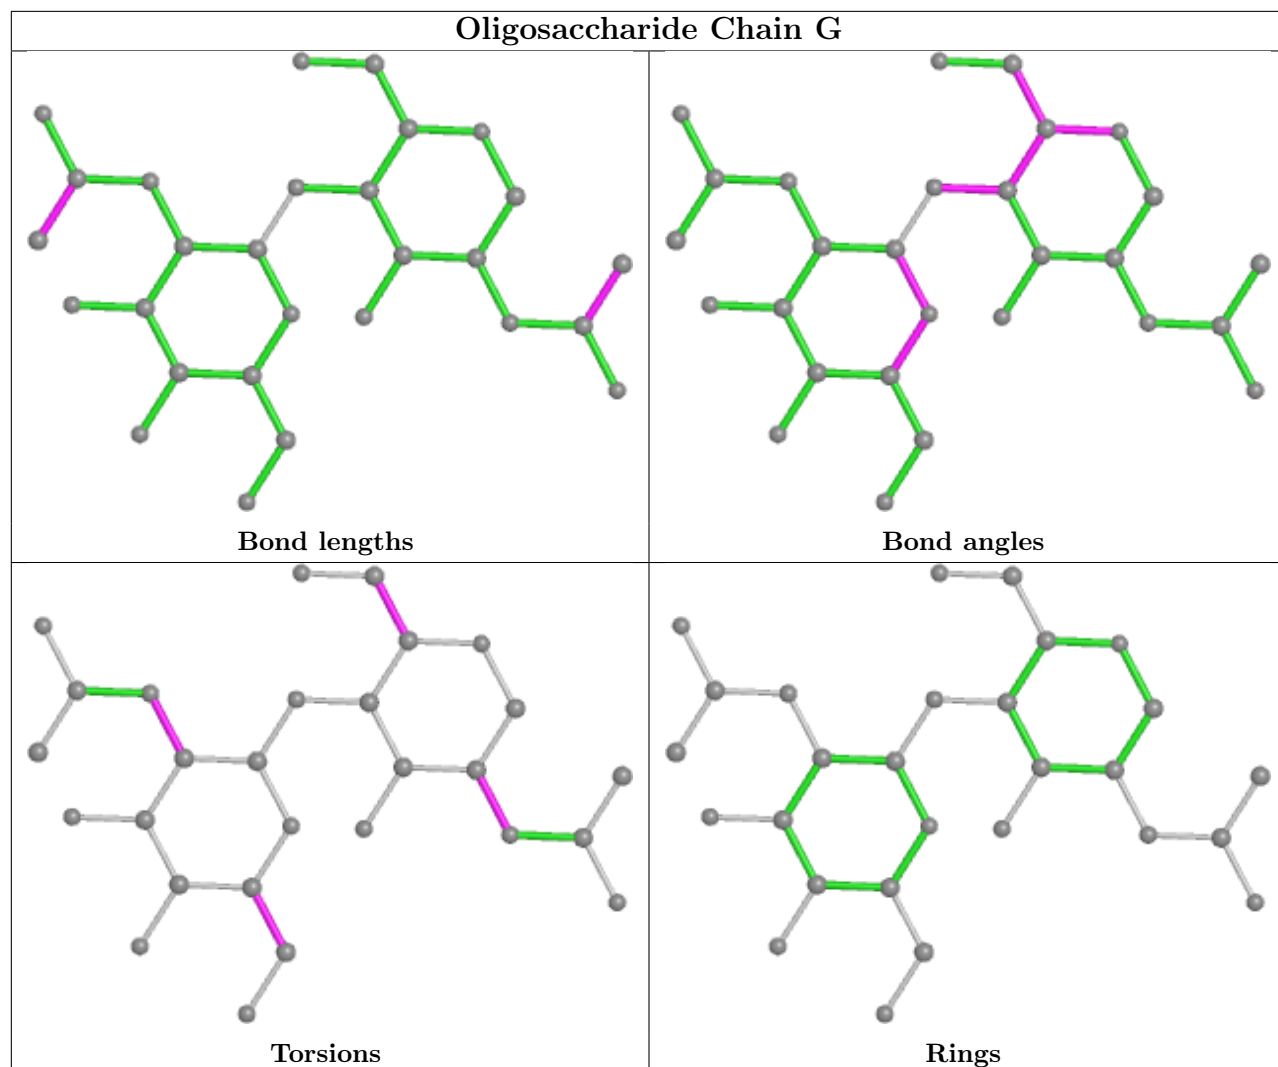 Oligosaccharide Chain G
Bond lengths
Bond angles
Torsions
Rings